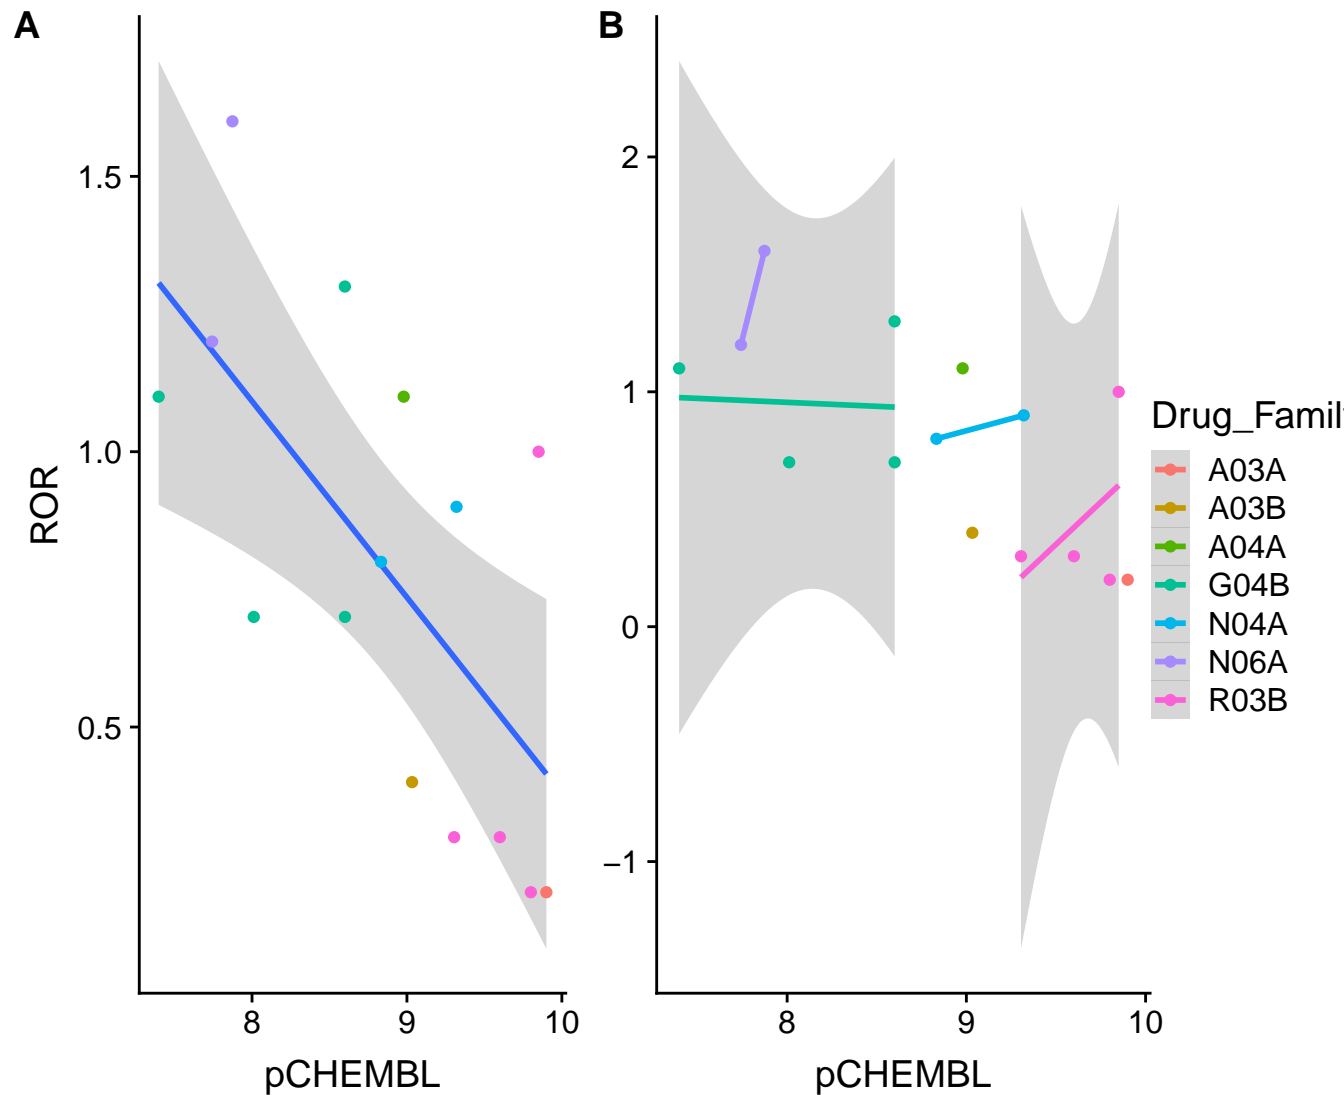 A
B
1.5
1.0
0.5
ROR
8
9
10
pCHEMBL
2
1
0
−1
8
9
10
pCHEMBL
Drug_Famil
A03A
A03B
A04A
G04B
N04A
N06A
R03B